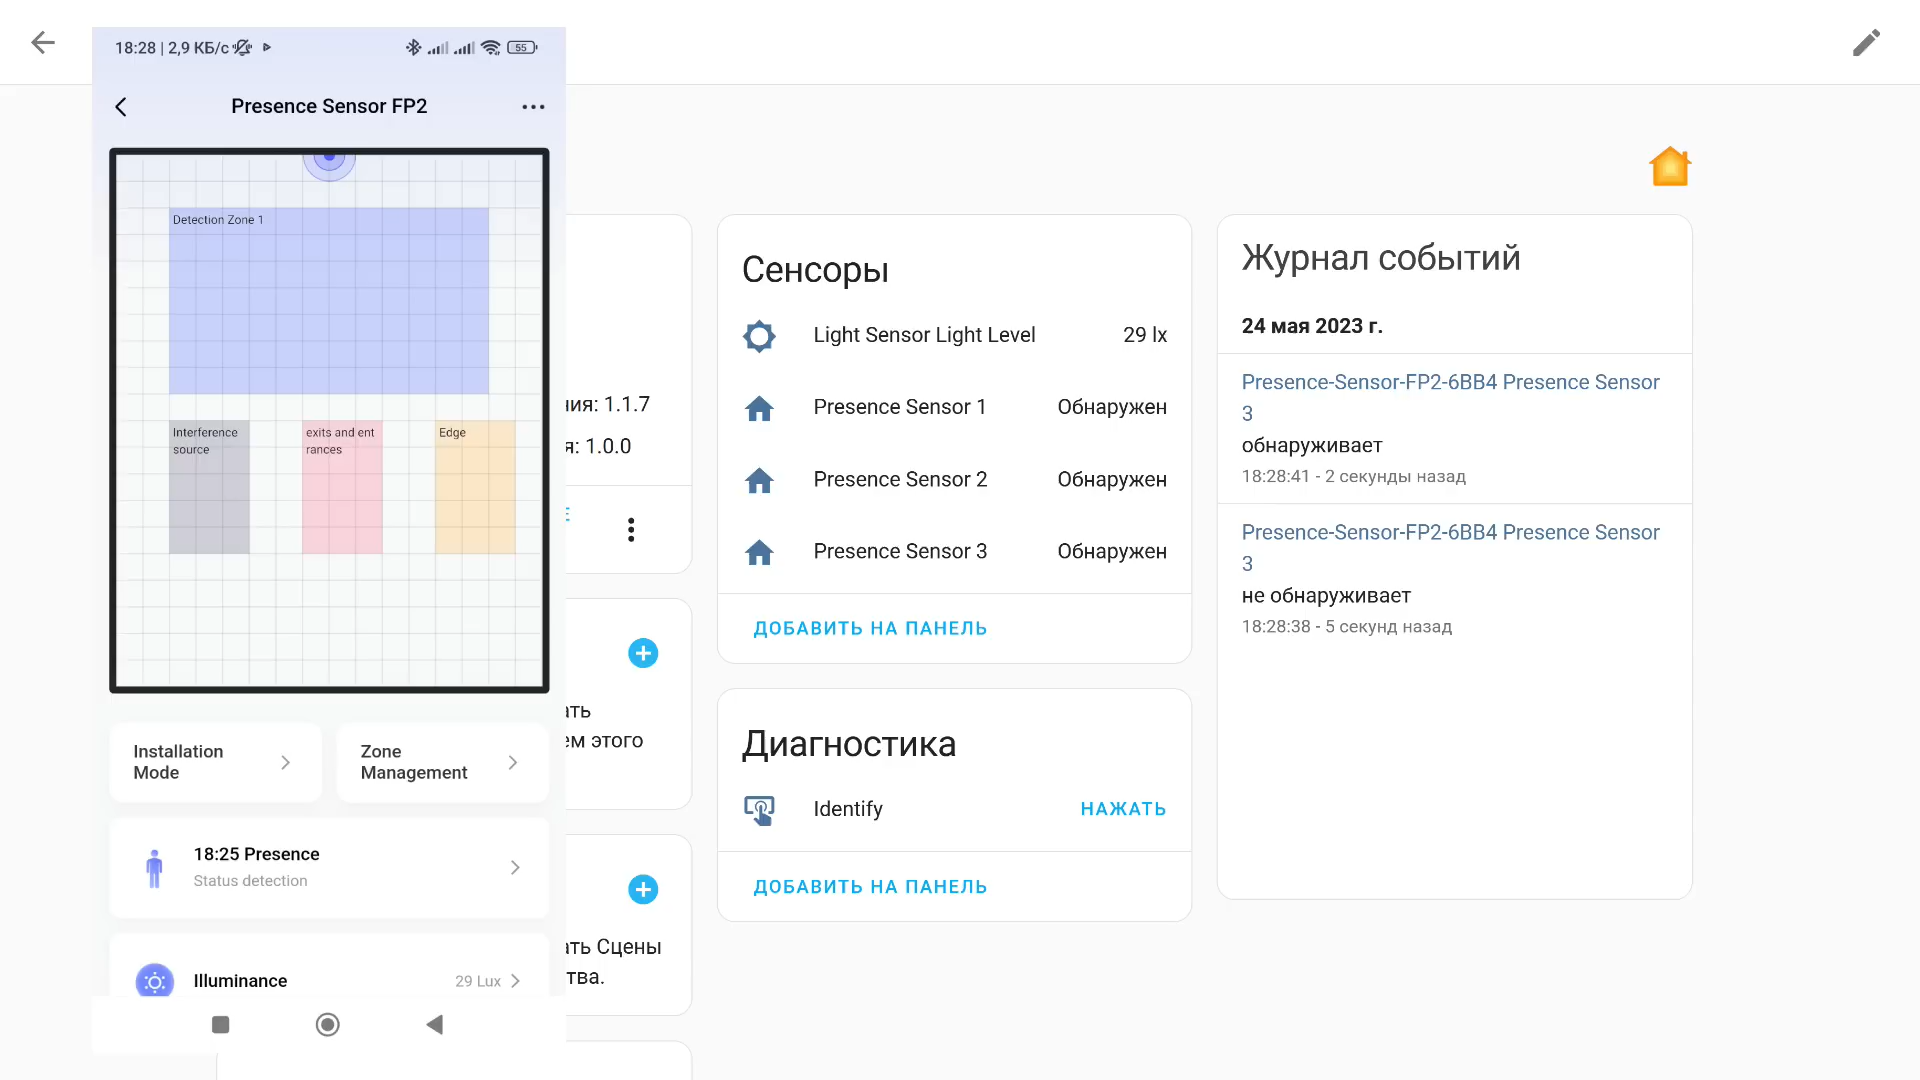 18:28 | 2,9 КБ/с
55
Presence Sensor FP2
Detection Zone 1
Interference
source
exits and ent
rances
Edge
Installation
Mode
Zone
Management
18:25 Presence
Status detection
Illuminance
29 Lux
ия: 1.1.7
я: 1.0.0
Е
ать
ем этого
ать Сцены
тва.
Сенсоры
Light Sensor Light Level
29 lx
Presence Sensor 1
Обнаружен
Presence Sensor 2
Обнаружен
Presence Sensor 3
Обнаружен
ДОБАВИТЬ НА ПАНЕЛЬ
Диагностика
Identify
НАЖАТЬ
ДОБАВИТЬ НА ПАНЕЛЬ
Журнал событий
24 мая 2023 г.
Presence-Sensor-FP2-6BB4 Presence Sensor
3
обнаруживает
18:28:41 - 2 секунды назад
Presence-Sensor-FP2-6BB4 Presence Sensor
3
не обнаруживает
18:28:38 - 5 секунд назад